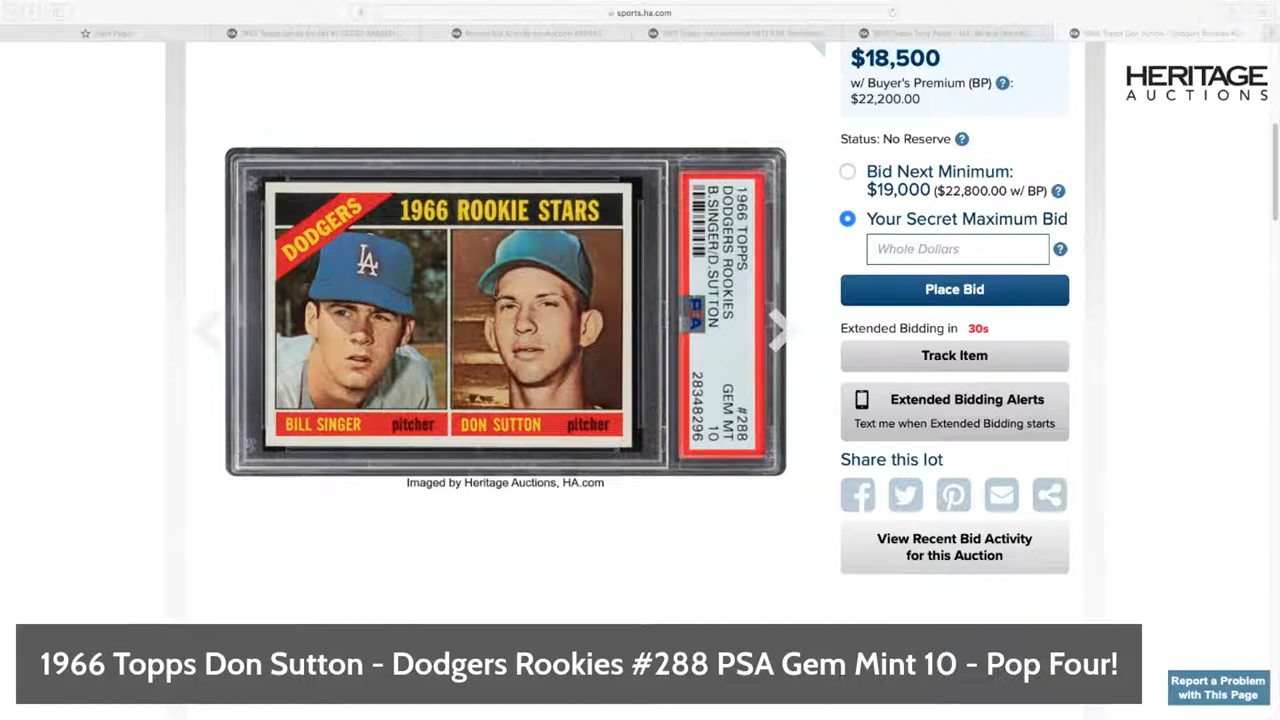 sports.ha.com
$18,500
w/ Buyer's Premium (BP) ?:
$22,200.00
HERITAGE
AUCTIONS
Status: No Reserve ?
Bid Next Minimum:
$19,000 ($22,800.00 w/ BP) ?
Your Secret Maximum Bid
Whole Dollars ?
Place Bid
Extended Bidding in 30s
Track Item
Extended Bidding Alerts
Text me when Extended Bidding starts
Share this lot
View Recent Bid Activity
for this Auction
DODGERS
1966 ROOKIE STARS
LA
BILL SINGER pitcher
DON SUTTON pitcher
1966 TOPPS #288
DODGERS ROOKIES GEM MT
B.SINGER/D.SUTTON 10
28348296
PSA
Imaged by Heritage Auctions, HA.com
1966 Topps Don Sutton - Dodgers Rookies #288 PSA Gem Mint 10 - Pop Four!
Report a Problem
with This Page